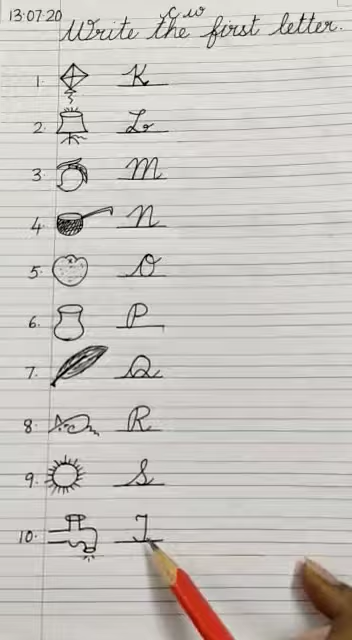 13.07.20 c.w
Write the first letter.
1. K
2. L
3. M
4. N
5. O
6. P
7. Q
8. R
9. S
10. T